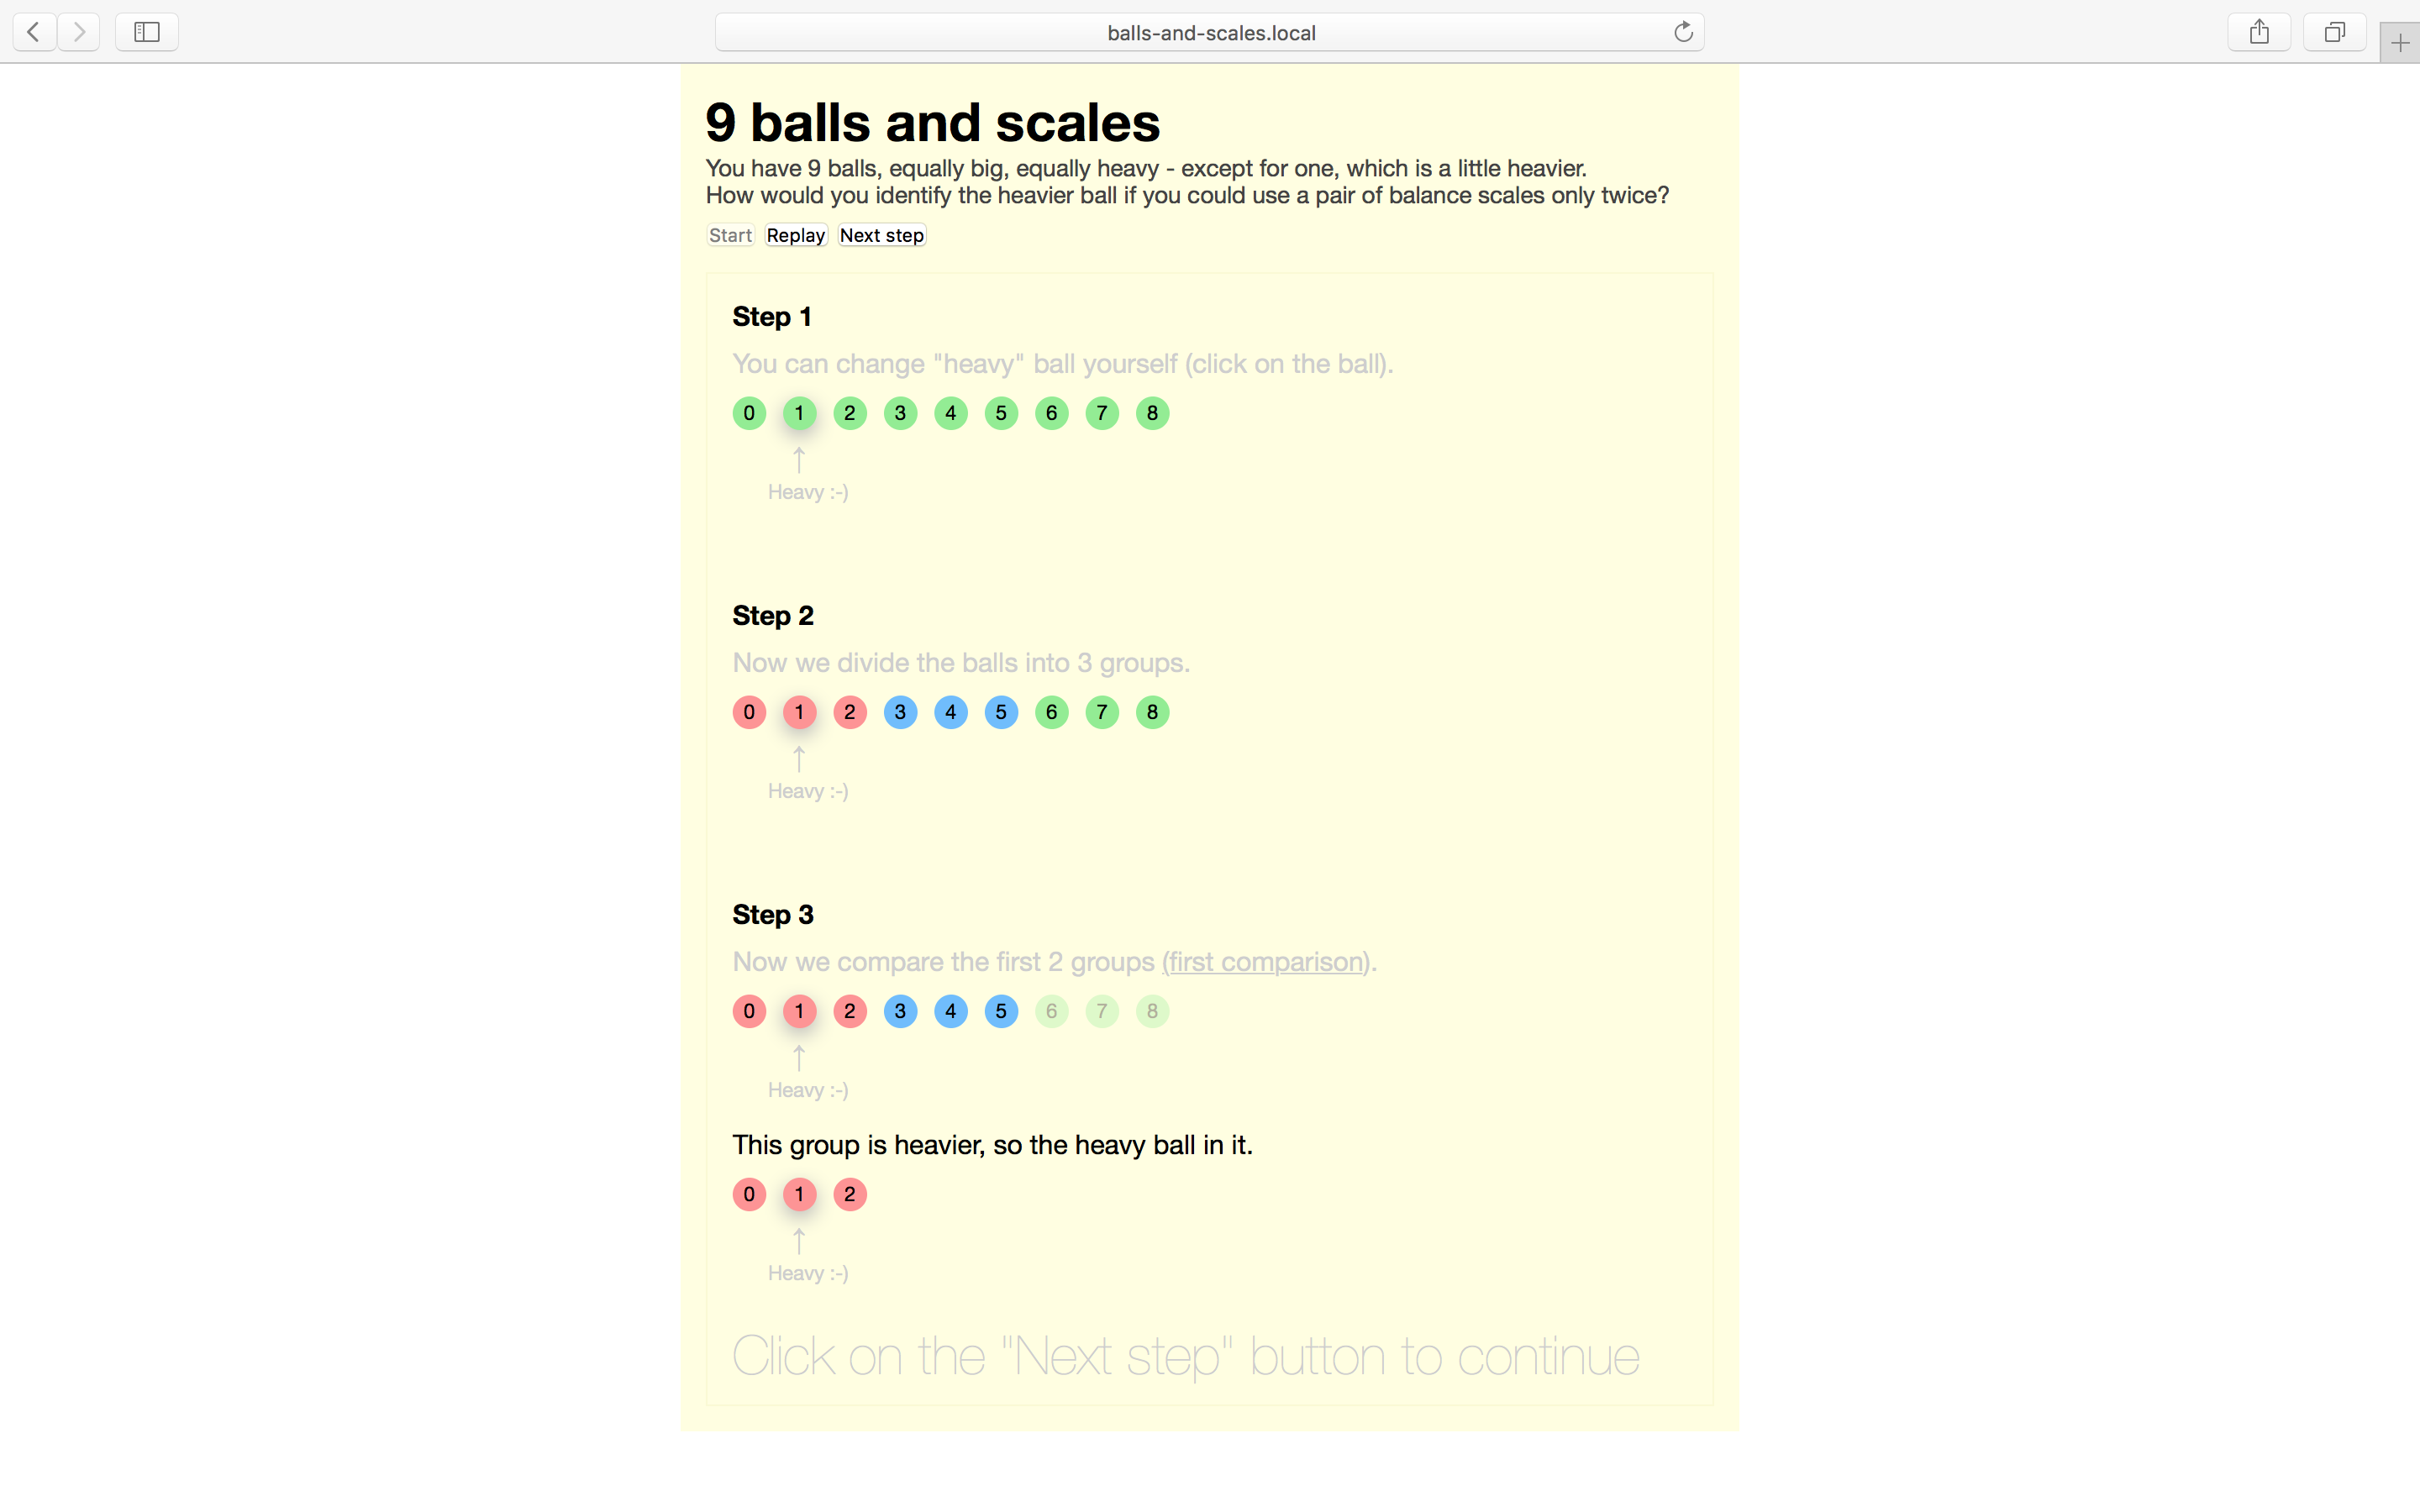 balls-and-scales.local
9 balls and scales
You have 9 balls, equally big, equally heavy - except for one, which is a little heavier.
How would you identify the heavier ball if you could use a pair of balance scales only twice?
Start Replay Next step
Step 1
You can change "heavy" ball yourself (click on the ball).
0 1 2 3 4 5 6 7 8
↑
Heavy :-)
Step 2
Now we divide the balls into 3 groups.
0 1 2 3 4 5 6 7 8
↑
Heavy :-)
Step 3
Now we compare the first 2 groups (first comparison).
0 1 2 3 4 5 6 7 8
↑
Heavy :-)
This group is heavier, so the heavy ball in it.
0 1 2
↑
Heavy :-)
Click on the "Next step" button to continue